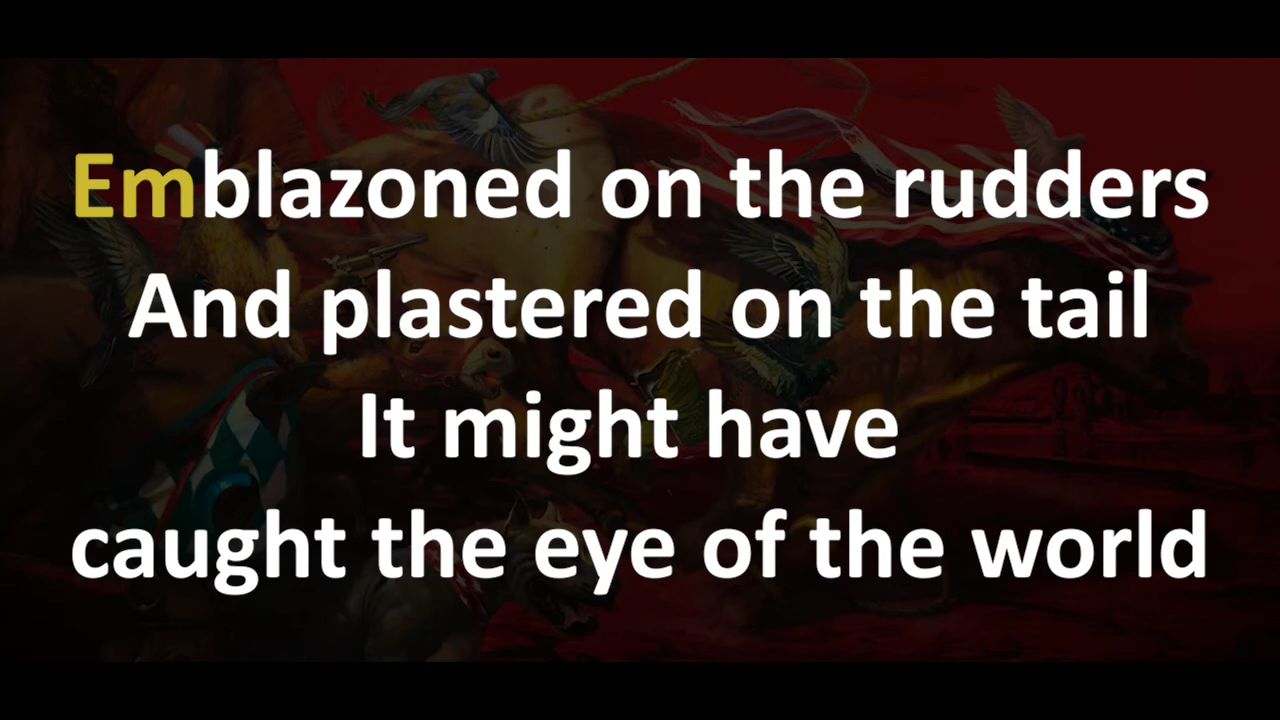 Emblazoned on the rudders
And plastered on the tail
It might have
caught the eye of the world